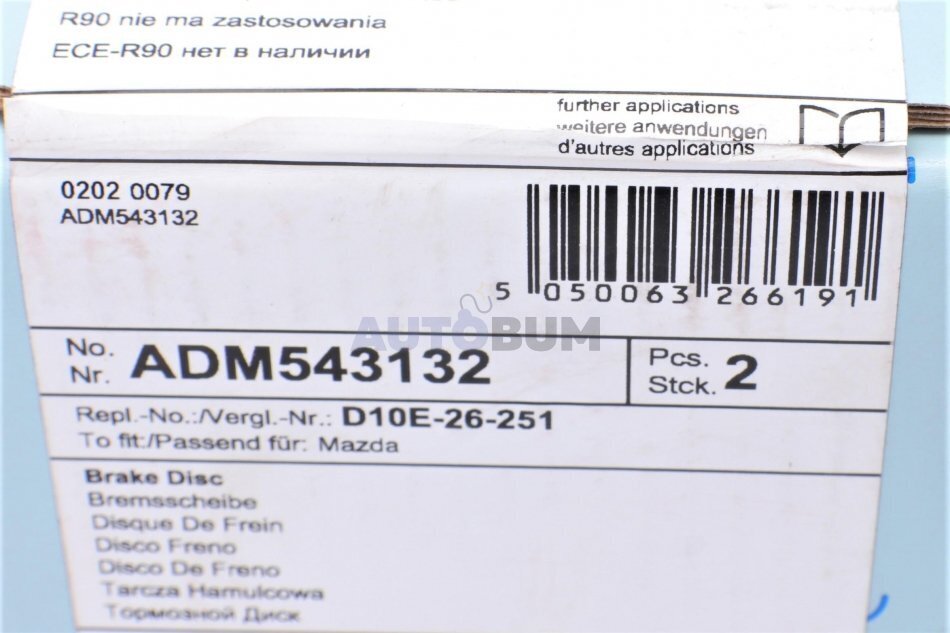 R90 nie ma zastosowania
ECE-R90 нет в наличии
further applications
weitere anwendungen
d'autres applications
0202 0079
ADM543132
5 050063 266191
AUTOBUM
No. Nr. ADM543132
Pcs. Stck. 2
Repl.-No.:/Vergl.-Nr.: D10E-26-251
To fit:/Passend für: Mazda
Brake Disc
Bremsscheibe
Disque De Frein
Disco Freno
Disco De Freno
Tarcza Hamulcowa
Тормозной Диск